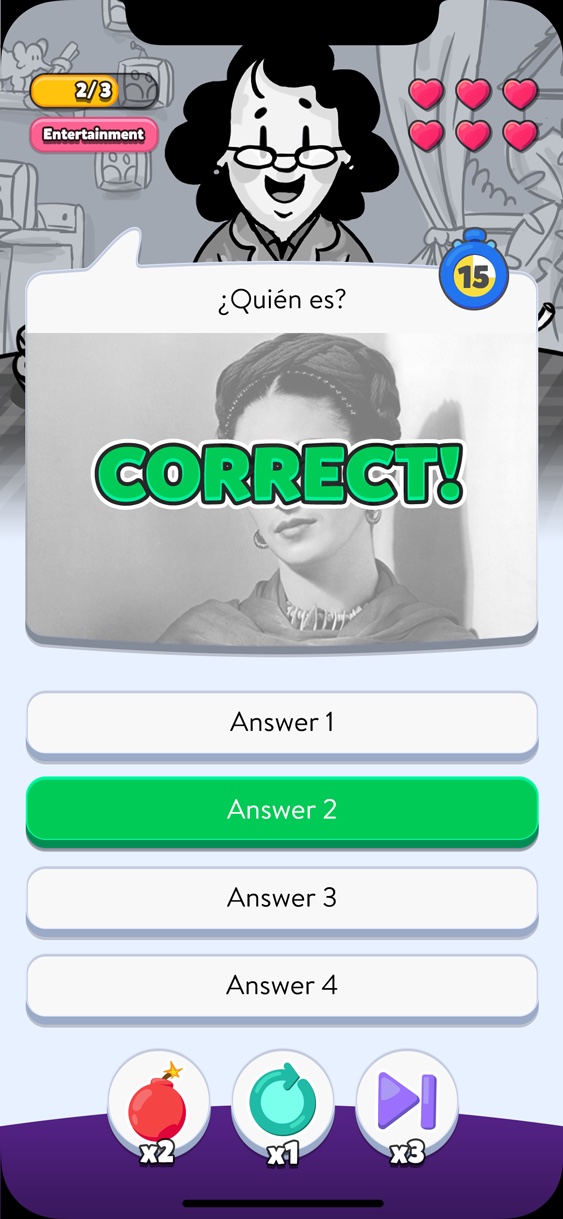 2/3
Entertainment
15
¿Quién es?
CORRECT!
Answer 1
Answer 2
Answer 3
Answer 4
x2
x1
x3